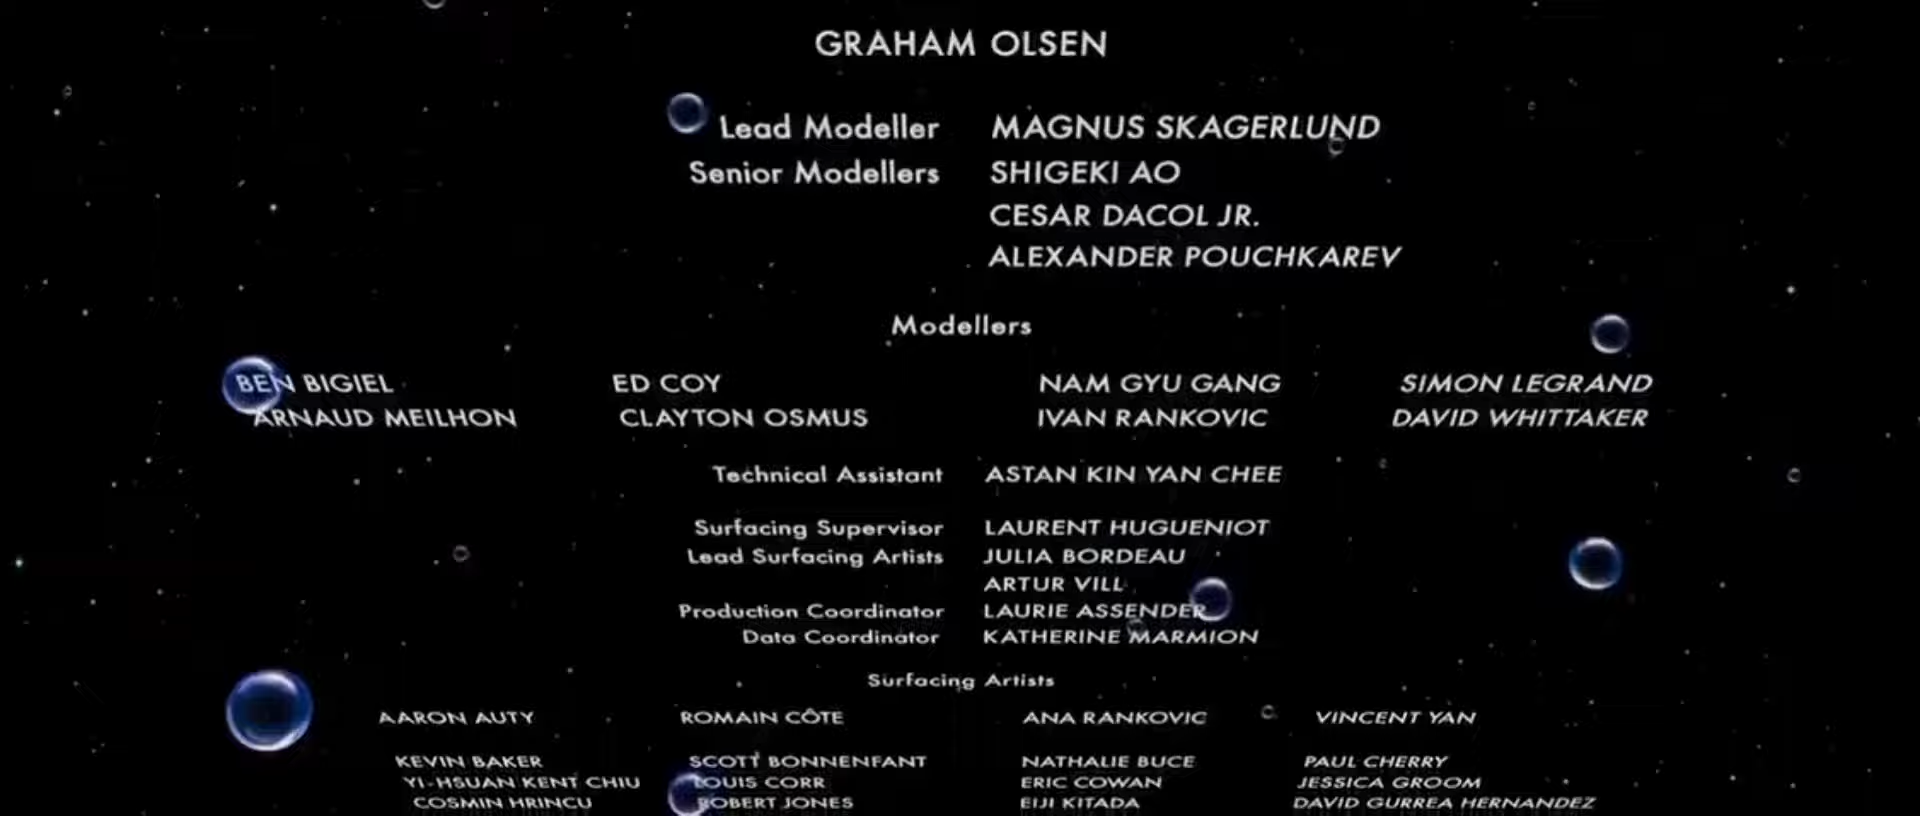 GRAHAM OLSEN
Lead Modeller MAGNUS SKAGERLUND
Senior Modellers SHIGEKI AO
CESAR DACOL JR.
ALEXANDER POUCHKAREV
Modellers
BEN BIGIEL ED COY NAM GYU GANG SIMON LEGRAND
ARNAUD MEILHON CLAYTON OSMUS IVAN RANKOVIC DAVID WHITTAKER
Technical Assistant ASTAN KIN YAN CHEE
Surfacing Supervisor LAURENT HUGUENIOT
Lead Surfacing Artists JULIA BORDEAU
ARTUR VILL
Production Coordinator LAURIE ASSENDER
Data Coordinator KATHERINE MARMION
Surfacing Artists
AARON AUTY ROMAIN CÔTE ANA RANKOVIC VINCENT YAN
KEVIN BAKER SCOTT BONNENFANT NATHALIE BUCE PAUL CHERRY
YI-HSUAN KENT CHIU LOUIS CORR ERIC COWAN JESSICA GROOM
COSMIN HRINCU ROBERT JONES EIJI KITADA DAVID GURREA HERNANDEZ